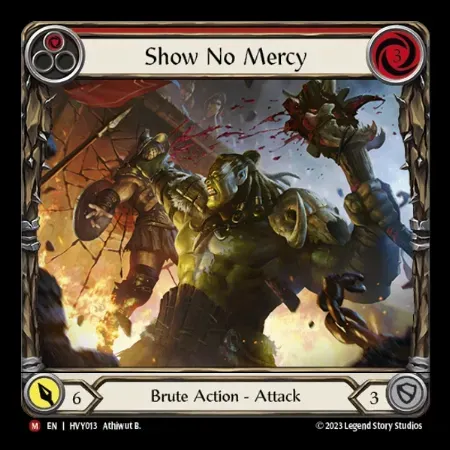 Show No Mercy
3
6
Brute Action - Attack
3
M EN | HVY013 Athiwut B.
©2023 Legend Story Studios